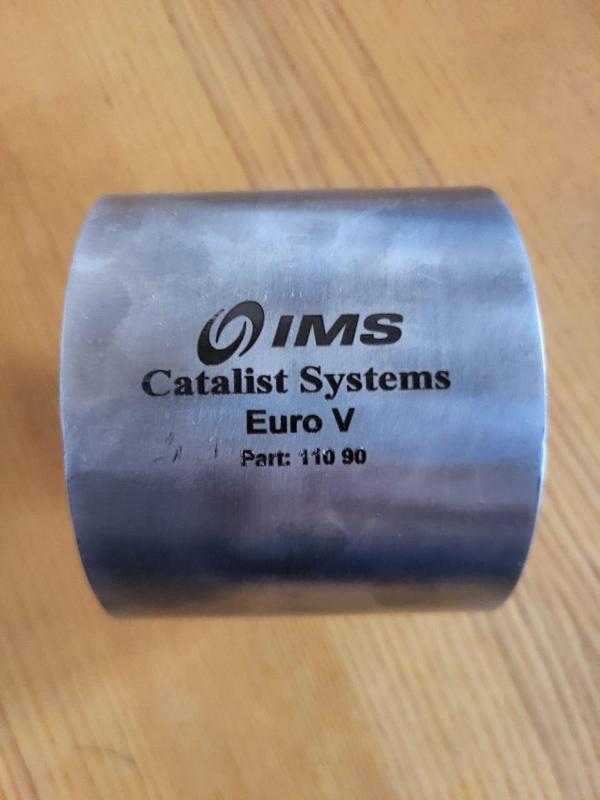 IMS
Catalist Systems
Euro V
Part: 110 90